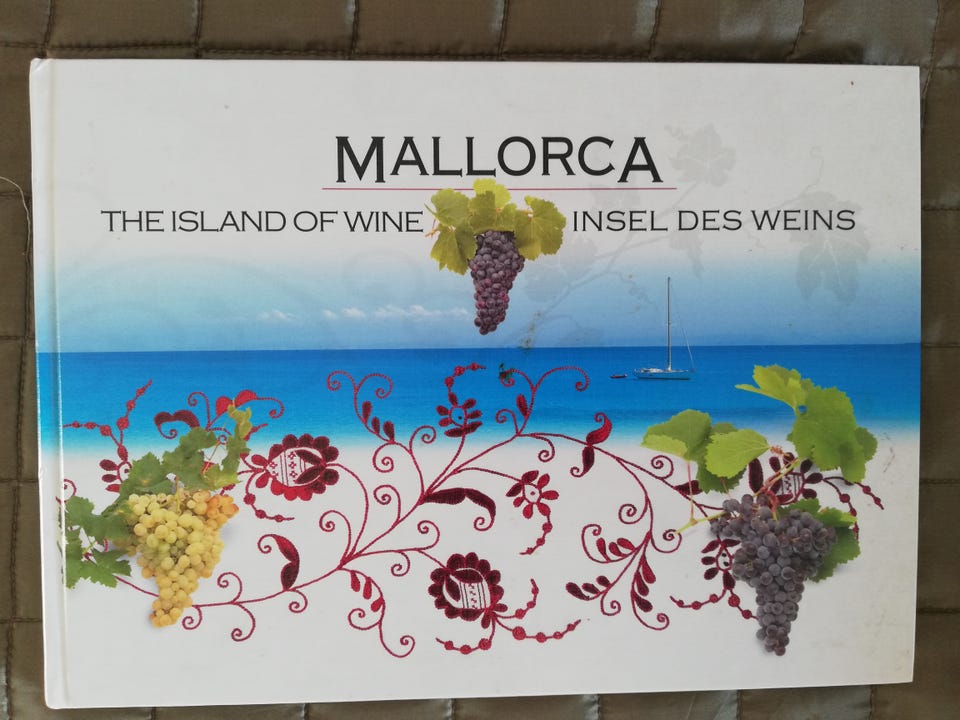 MALLORCA
THE ISLAND OF WINE INSEL DES WEINS